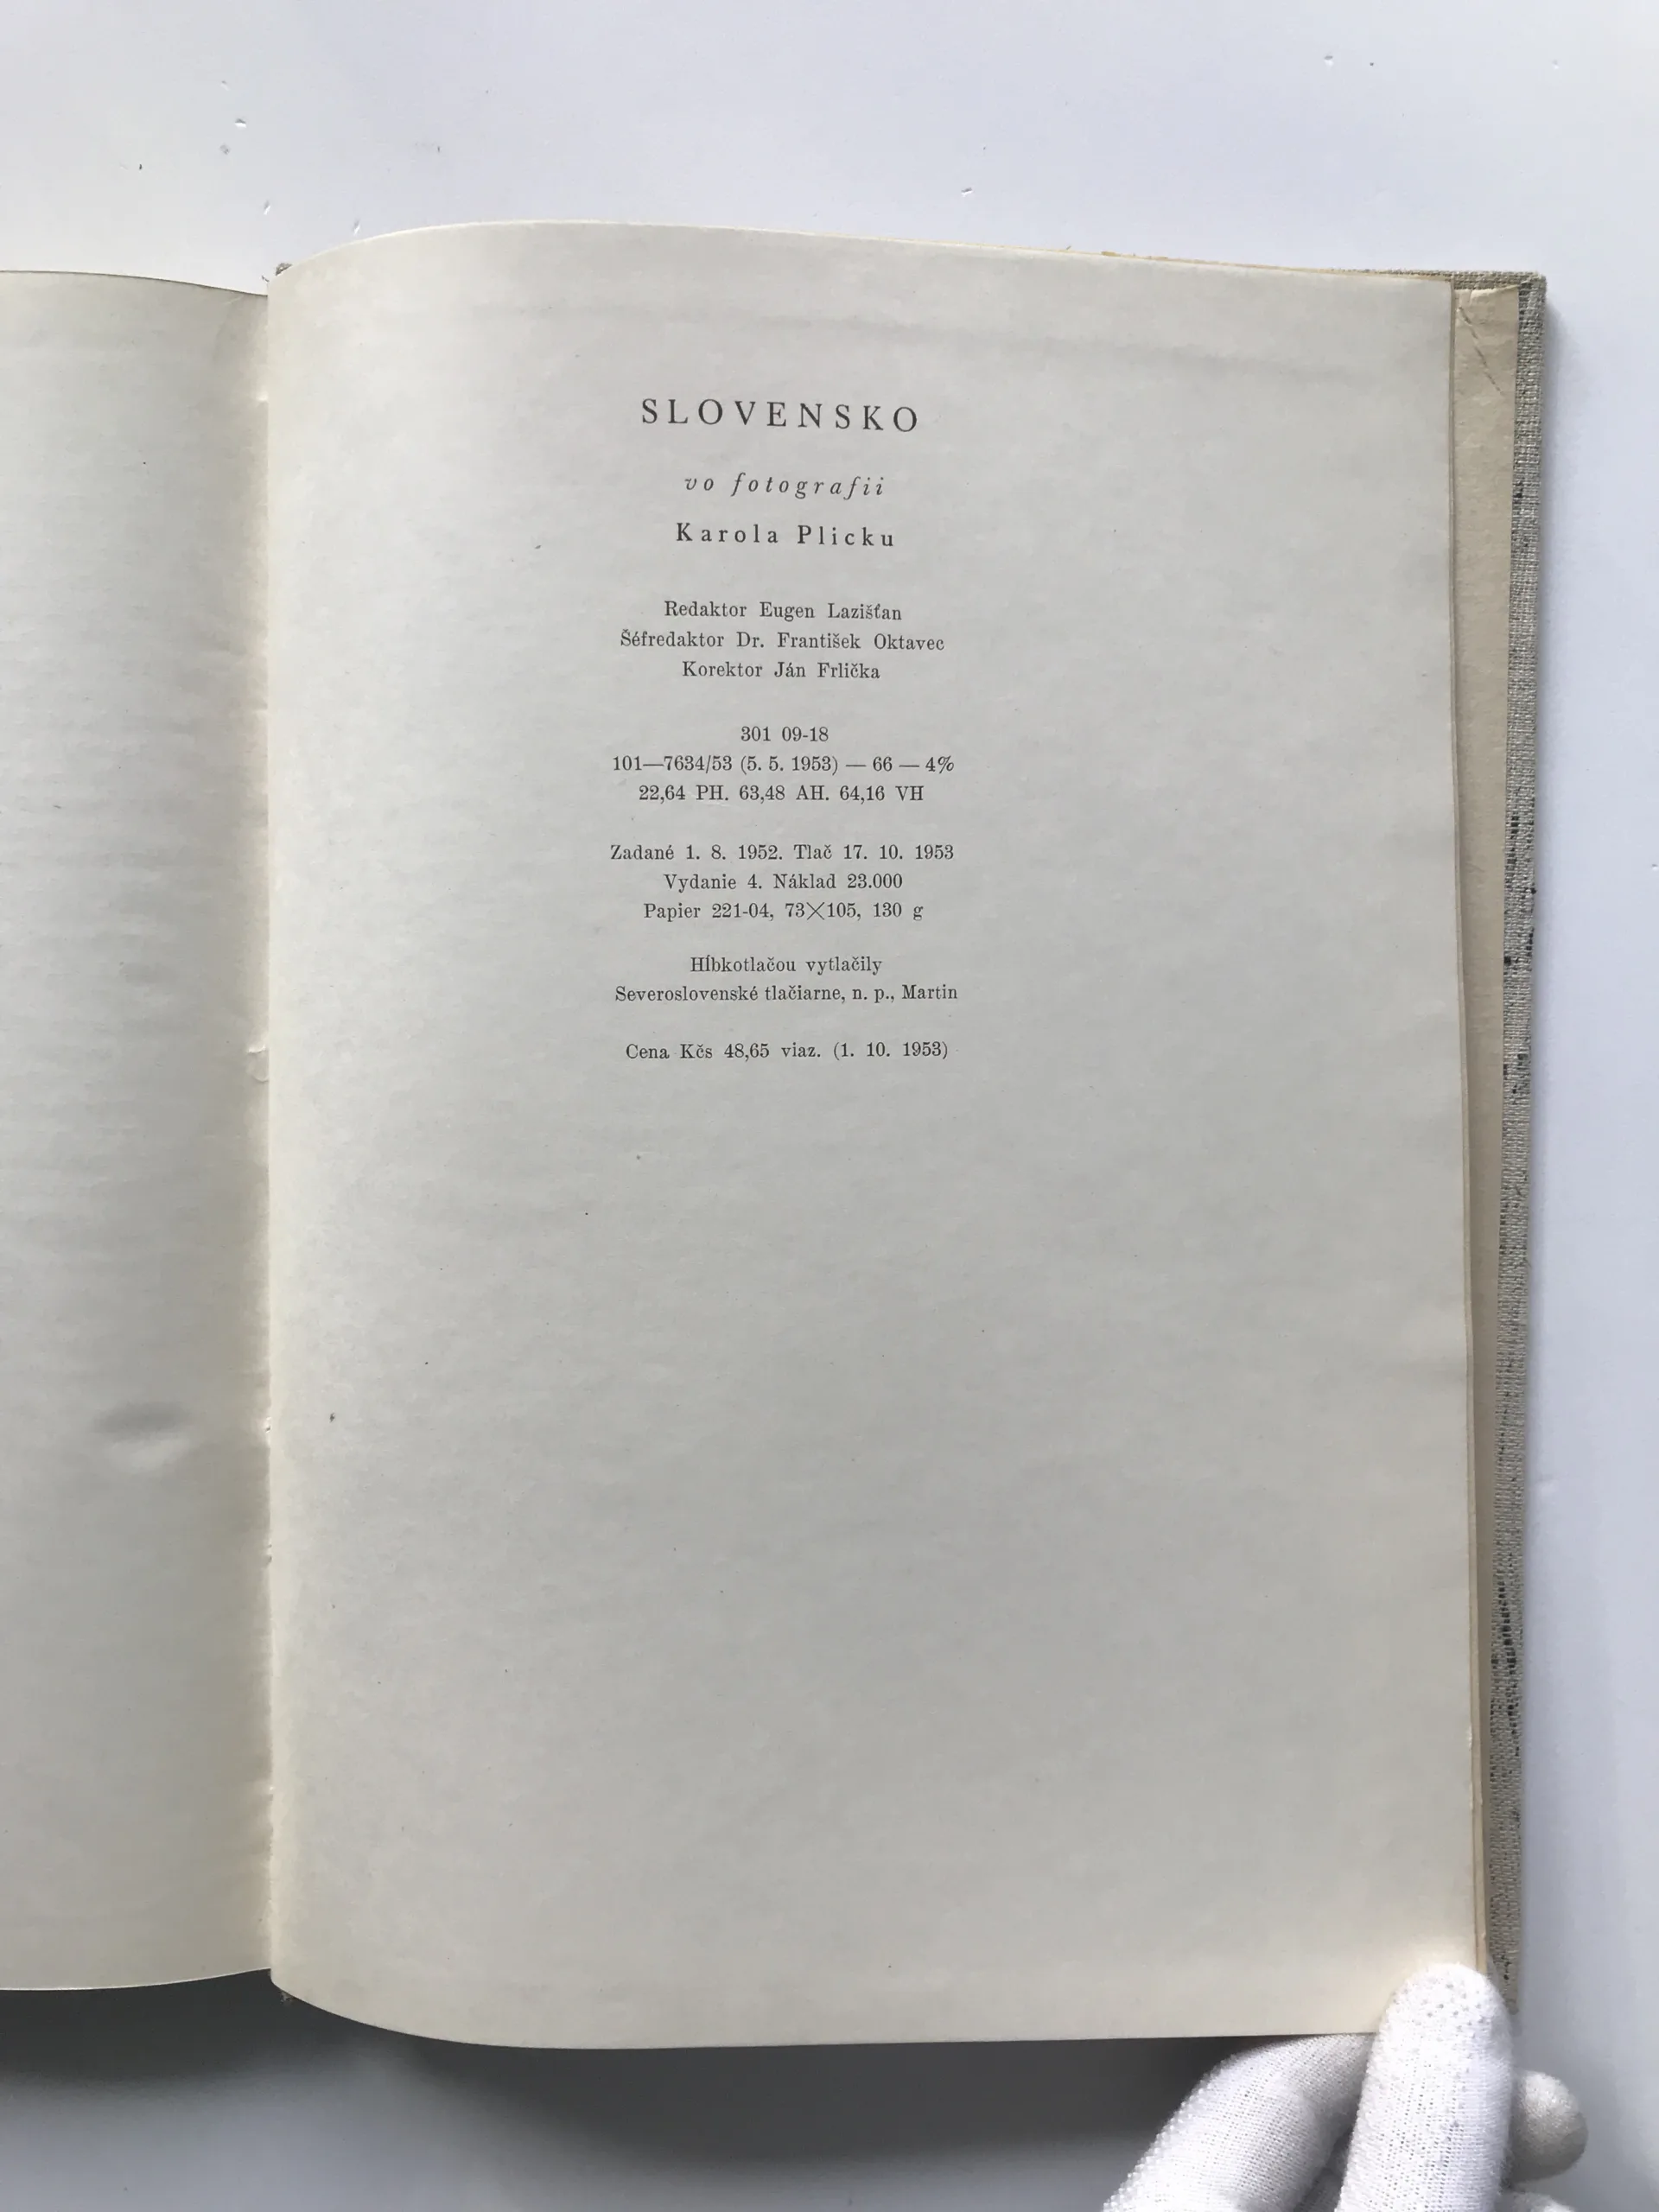 SLOVENSKO
vo fotografii
Karola Plicku
Redaktor Eugen Lazišťan
Šéfredaktor Dr. František Oktavec
Korektor Ján Frlička
301 09-18
101—7634/53 (5. 5. 1953) — 66 — 4%
22,64 PH. 63,48 AH. 64,16 VH
Zadané 1. 8. 1952. Tlač 17. 10. 1953
Vydanie 4. Náklad 23.000
Papier 221-04, 73×105, 130 g
Hĺbkotlačou vytlačily
Severoslovenské tlačiarne, n. p., Martin
Cena Kčs 48,65 viaz. (1. 10. 1953)